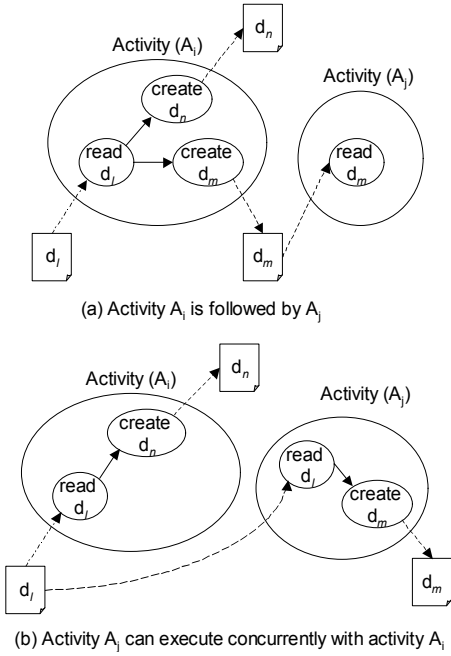 d_n
Activity (A_i)
create
d_n
Activity (A_j)
read
d_l
create
d_m
read
d_m
d_l
d_m
(a) Activity A_i is followed by A_j
d_n
Activity (A_i)
Activity (A_j)
create
d_n
read
d_l
read
d_l
create
d_m
d_l
d_m
(b) Activity A_j can execute concurrently with activity A_i